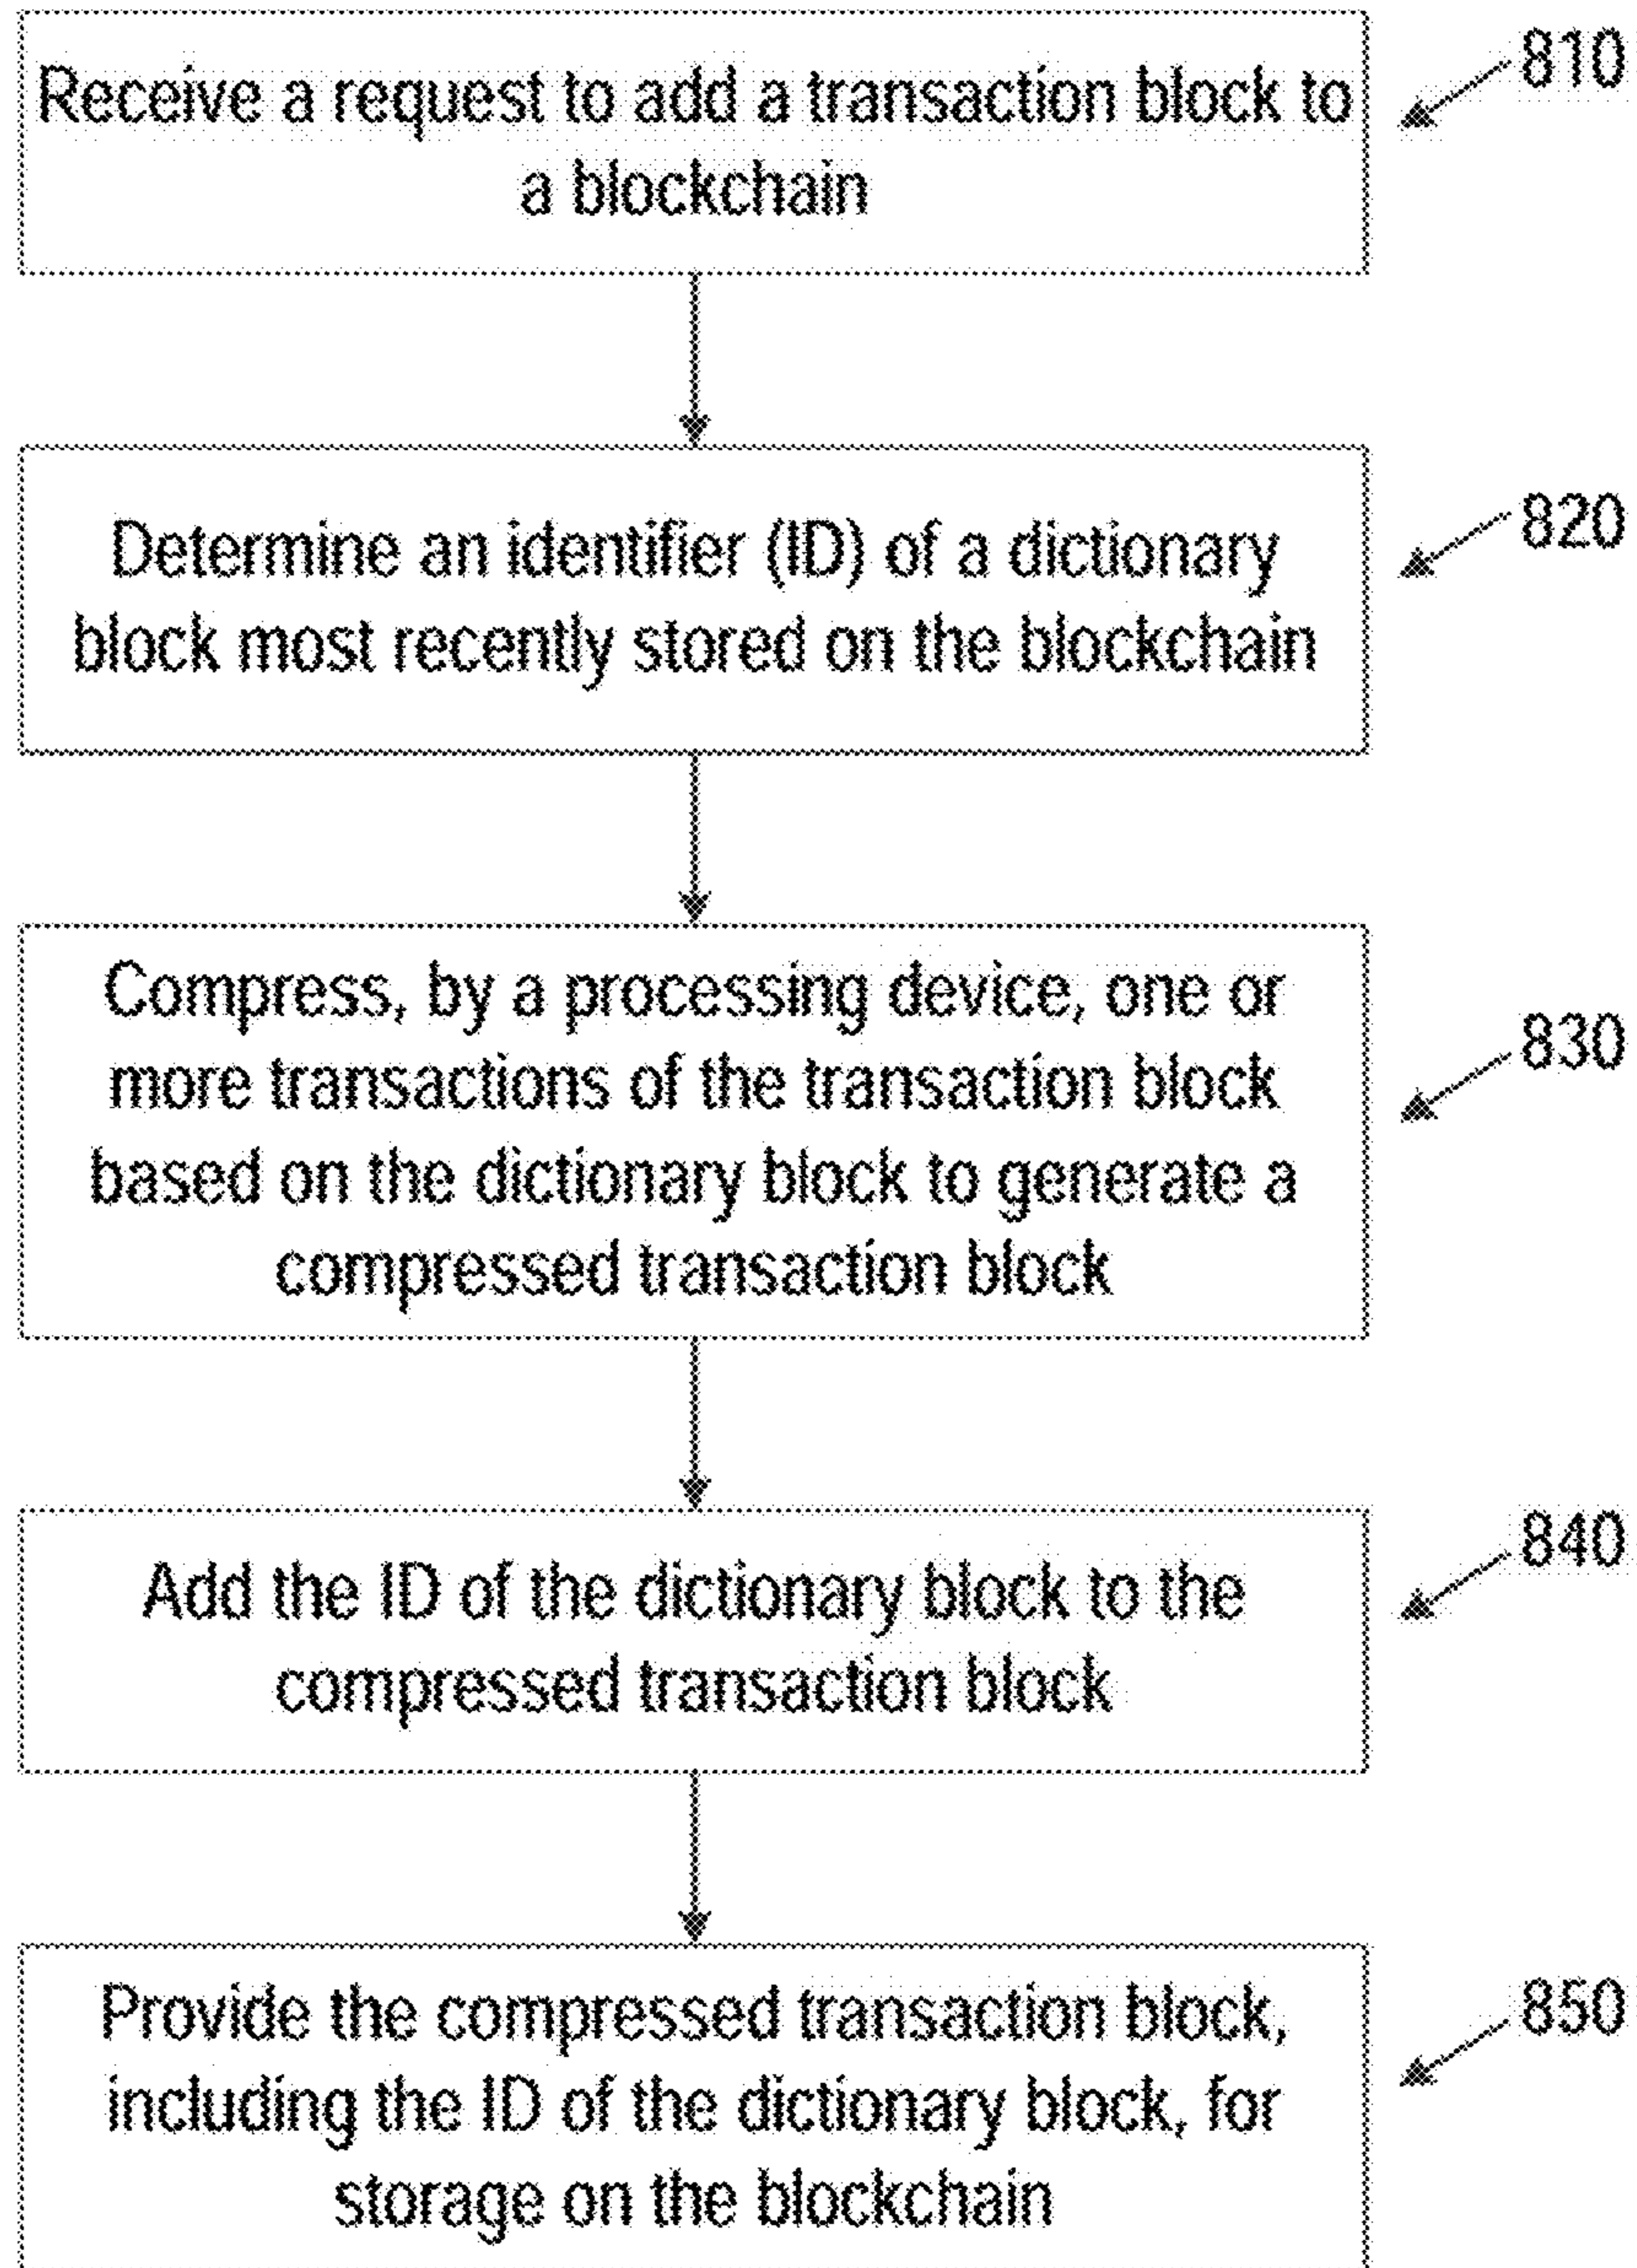 Receive a request to add a transaction block to
a blockchain
810
Determine an identifier (ID) of a dictionary
block most recently stored on the blockchain
820
Compress, by a processing device, one or
more transactions of the transaction block
based on the dictionary block to generate a
compressed transaction block
830
Add the ID of the dictionary block to the
compressed transaction block
840
Provide the compressed transaction block,
including the ID of the dictionary block, for
storage on the blockchain
850